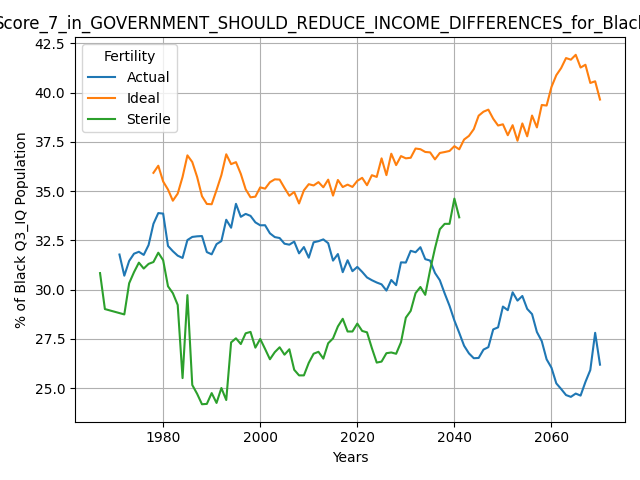 Score_7_in_GOVERNMENT_SHOULD_REDUCE_INCOME_DIFFERENCES_for_Black
42.5
40.0
37.5
35.0
32.5
30.0
27.5
25.0
% of Black Q3_IQ Population
Fertility
Actual
Ideal
Sterile
1980
2000
2020
2040
2060
Years